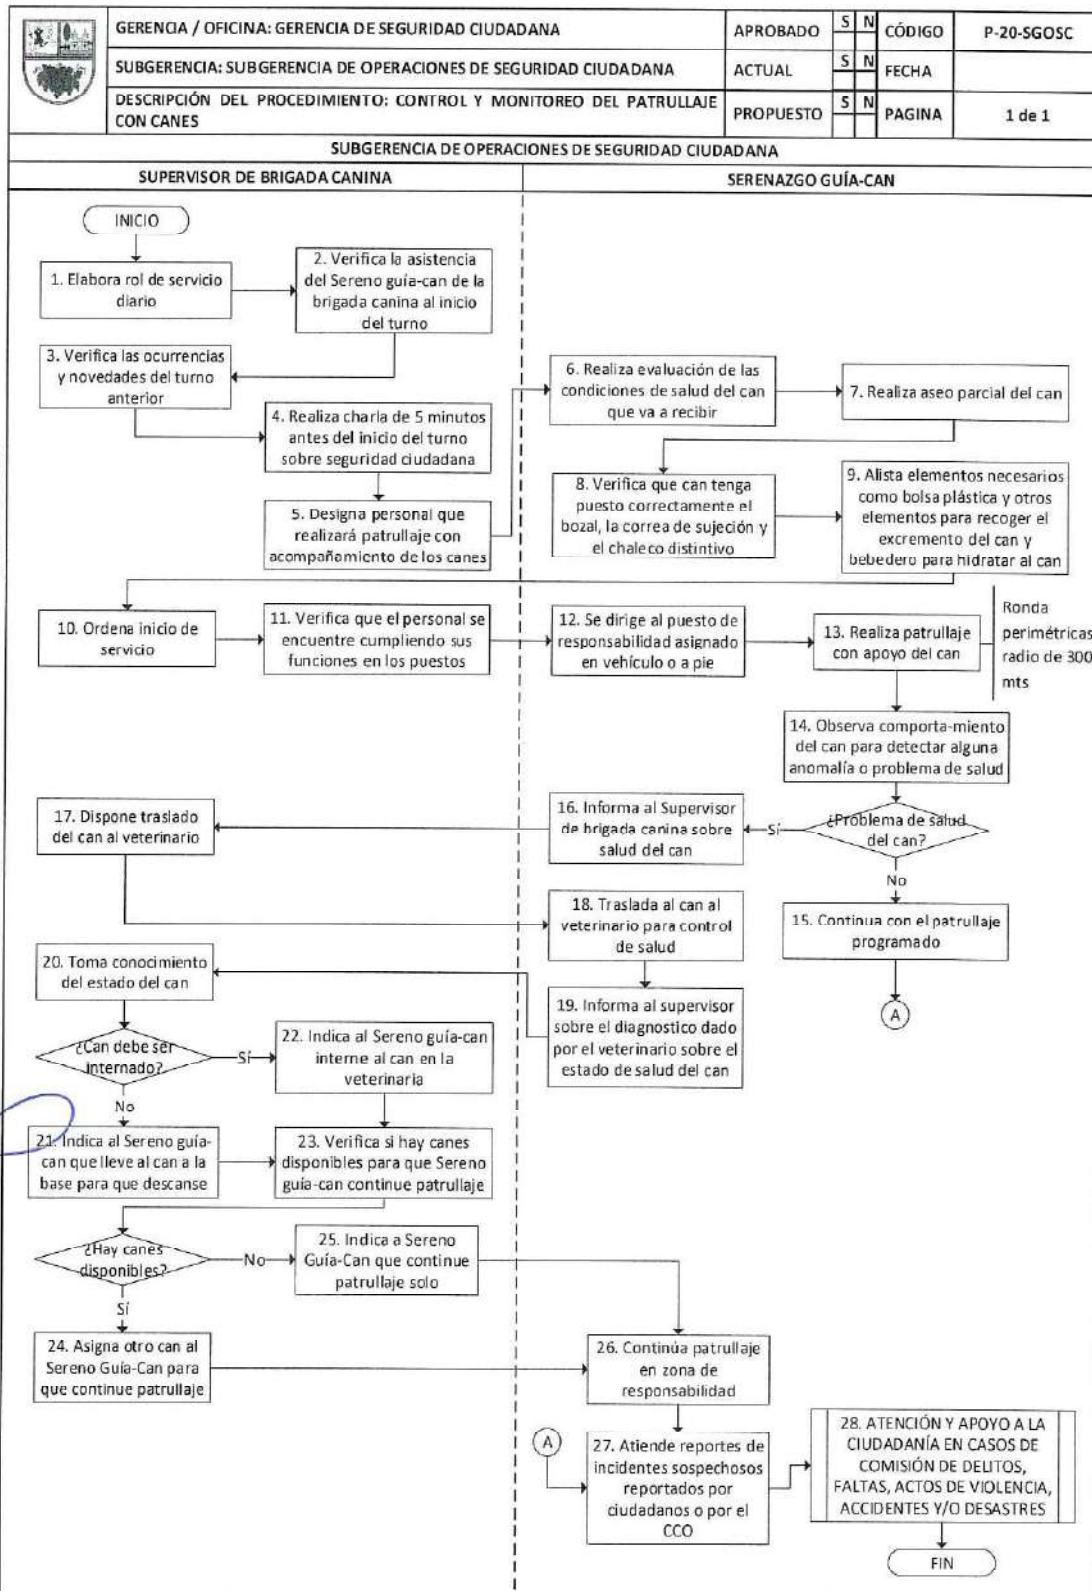 GERENCIA / OFICINA: GERENCIA DE SEGURIDAD CIUDADANA
APROBADO
S N
CÓDIGO
P-20-SGOSC
SUBGERENCIA: SUBGERENCIA DE OPERACIONES DE SEGURIDAD CIUDADANA
ACTUAL
S N
FECHA
DESCRIPCIÓN DEL PROCEDIMIENTO: CONTROL Y MONITOREO DEL PATRULLAJE
CON CANES
PROPUESTO
S N
PAGINA
1 de 1
SUBGERENCIA DE OPERACIONES DE SEGURIDAD CIUDADANA
SUPERVISOR DE BRIGADA CANINA
SERENAZGO GUÍA-CAN
INICIO
1. Elabora rol de servicio
diario
2. Verifica la asistencia
del Sereno guía-can de la
brigada canina al inicio
del turno
3. Verifica las ocurrencias
y novedades del turno
anterior
4. Realiza charla de 5 minutos
antes del inicio del turno
sobre seguridad ciudadana
5. Designa personal que
realizará patrullaje con
acompañamiento de los canes
6. Realiza evaluación de las
condiciones de salud del can
que va a recibir
7. Realiza aseo parcial del can
8. Verifica que can tenga
puesto correctamente el
bozal, la correa de sujeción y
el chaleco distintivo
9. Alista elementos necesarios
como bolsa plástica y otros
elementos para recoger el
excremento del can y
bebedero para hidratar al can
10. Ordena inicio de
servicio
11. Verifica que el personal se
encuentre cumpliendo sus
funciones en los puestos
12. Se dirige al puesto de
responsabilidad asignado
en vehículo o a pie
13. Realiza patrullaje
con apoyo del can
Ronda
perimétricas
radio de 300
mts
14. Observa comporta-miento
del can para detectar alguna
anomalía o problema de salud
¿Problema de salud
del can?
Sí
No
15. Continua con el patrullaje
programado
A
16. Informa al Supervisor
de brigada canina sobre
salud del can
17. Dispone traslado
del can al veterinario
18. Traslada al can al
veterinario para control
de salud
19. Informa al supervisor
sobre el diagnostico dado
por el veterinario sobre el
estado de salud del can
20. Toma conocimiento
del estado del can
¿Can debe ser
internado?
Sí
No
22. Indica al Sereno guía-can
interne al can en la
veterinaria
21. Indica al Sereno guía-
can que lleve al can a la
base para que descanse
23. Verifica si hay canes
disponibles para que Sereno
guía-can continue patrullaje
¿Hay canes
disponibles?
No
Sí
25. Indica a Sereno
Guía-Can que continue
patrullaje solo
24. Asigna otro can al
Sereno Guía-Can para
que continue patrullaje
26. Continúa patrullaje
en zona de
responsabilidad
A
27. Atiende reportes de
incidentes sospechosos
reportados por
ciudadanos o por el
CCO
28. ATENCIÓN Y APOYO A LA
CIUDADANÍA EN CASOS DE
COMISIÓN DE DELITOS,
FALTAS, ACTOS DE VIOLENCIA,
ACCIDENTES Y/O DESASTRES
FIN